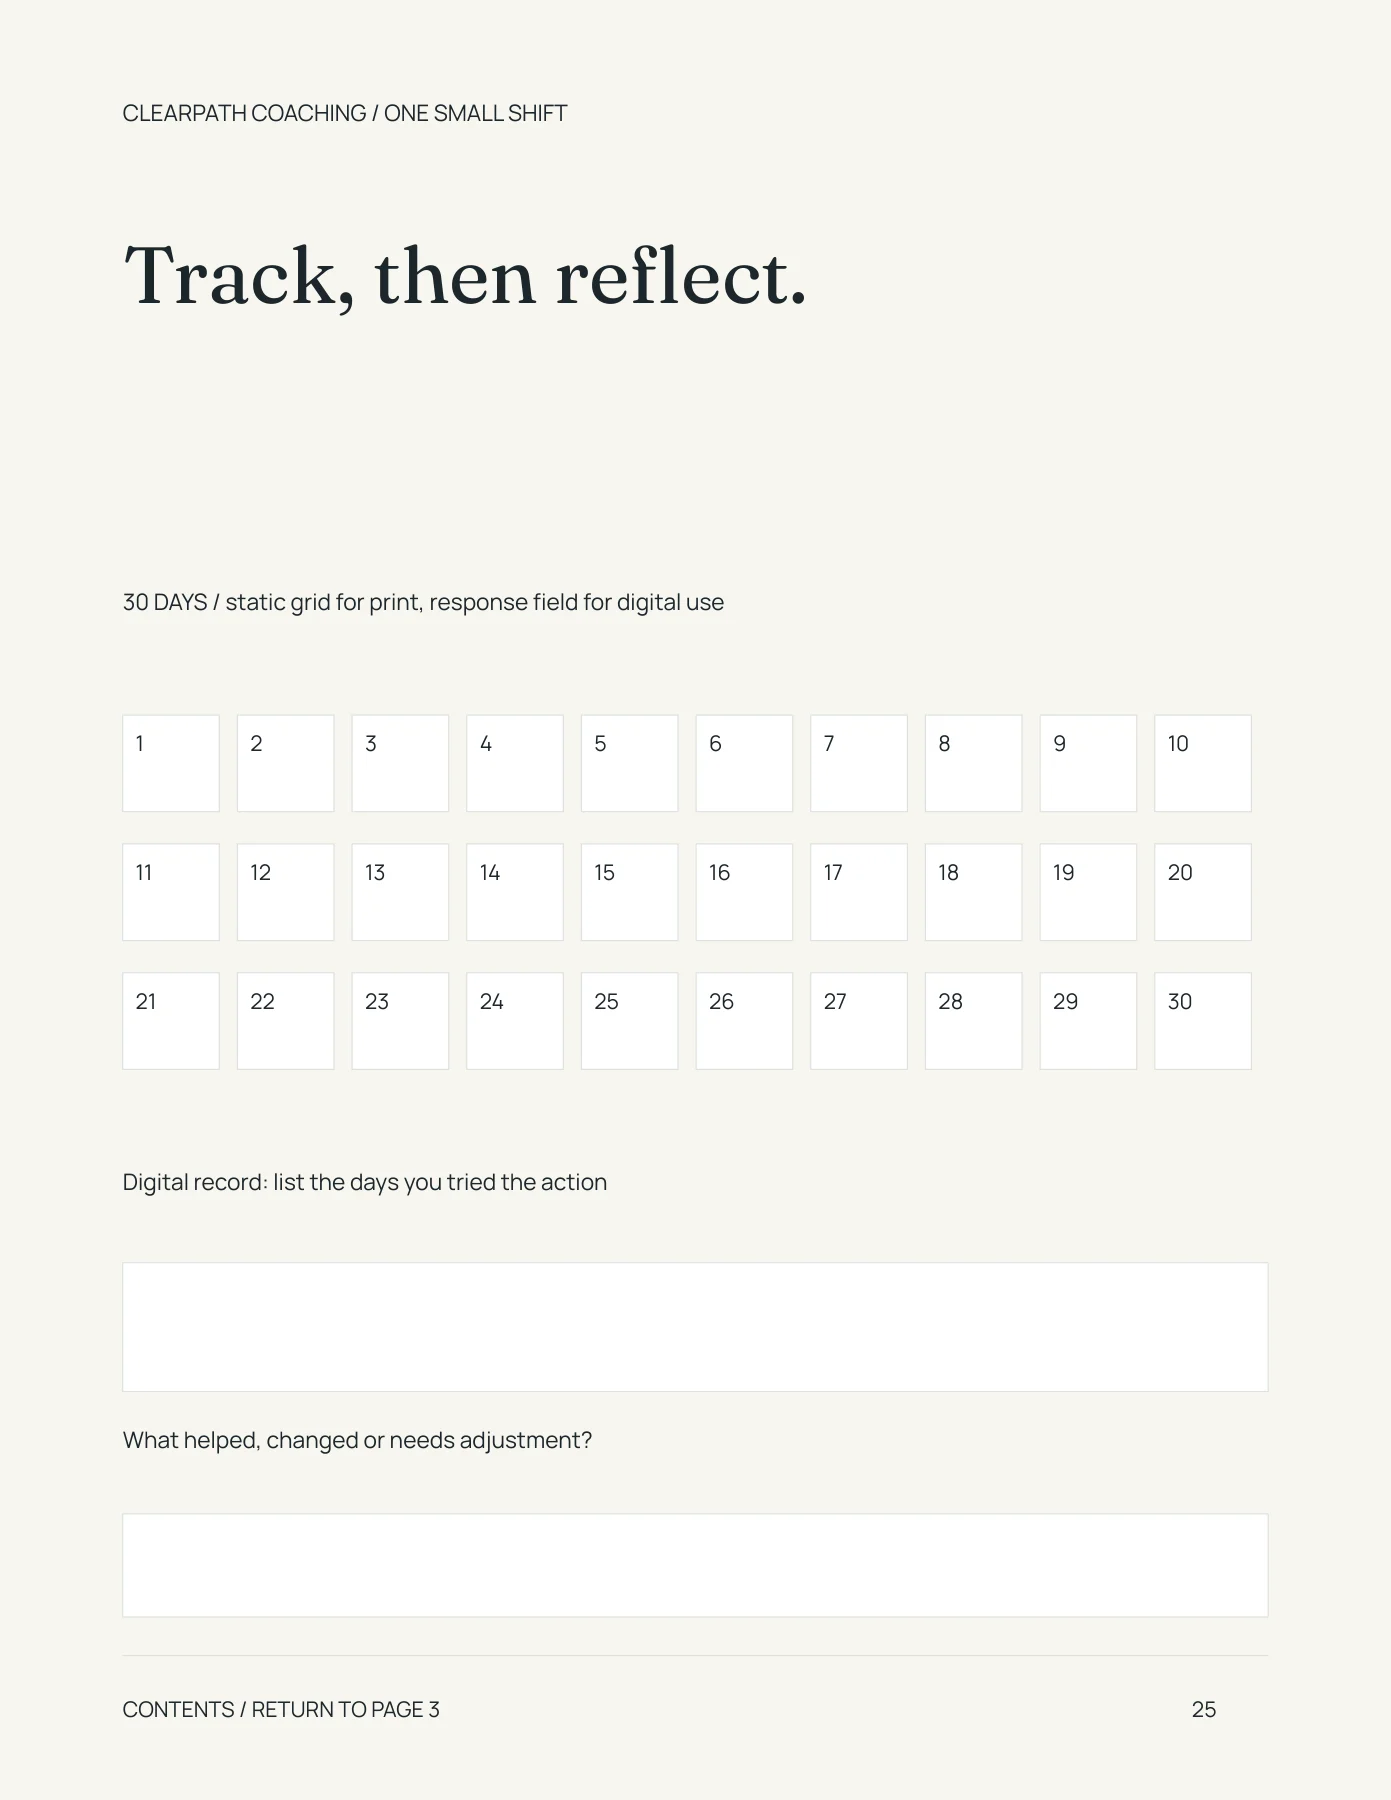 CLEARPATH COACHING / ONE SMALL SHIFT
Track, then reflect.
30 DAYS / static grid for print, response field for digital use
1 2 3 4 5 6 7 8 9 10
11 12 13 14 15 16 17 18 19 20
21 22 23 24 25 26 27 28 29 30
Digital record: list the days you tried the action
What helped, changed or needs adjustment?
CONTENTS / RETURN TO PAGE 3 25